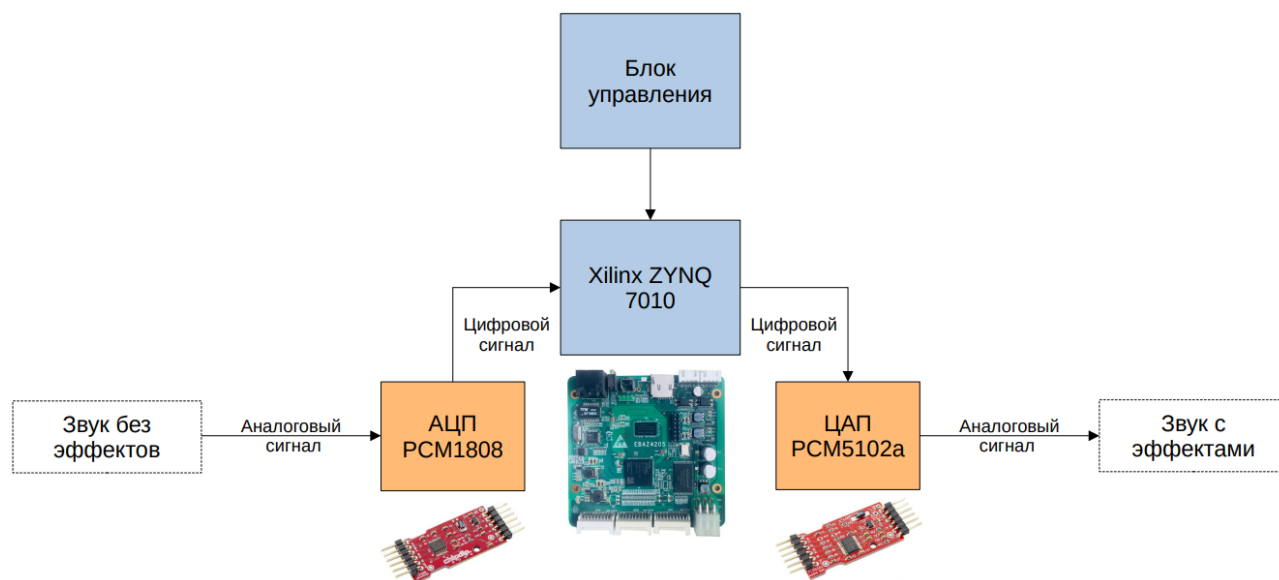 Блок
управления
Xilinx ZYNQ
7010
Цифровой
сигнал
Цифровой
сигнал
Звук без
эффектов
Аналоговый
сигнал
АЦП
PCM1808
EBAZ4205
ЦАП
PCM5102a
Аналоговый
сигнал
Звук с
эффектами